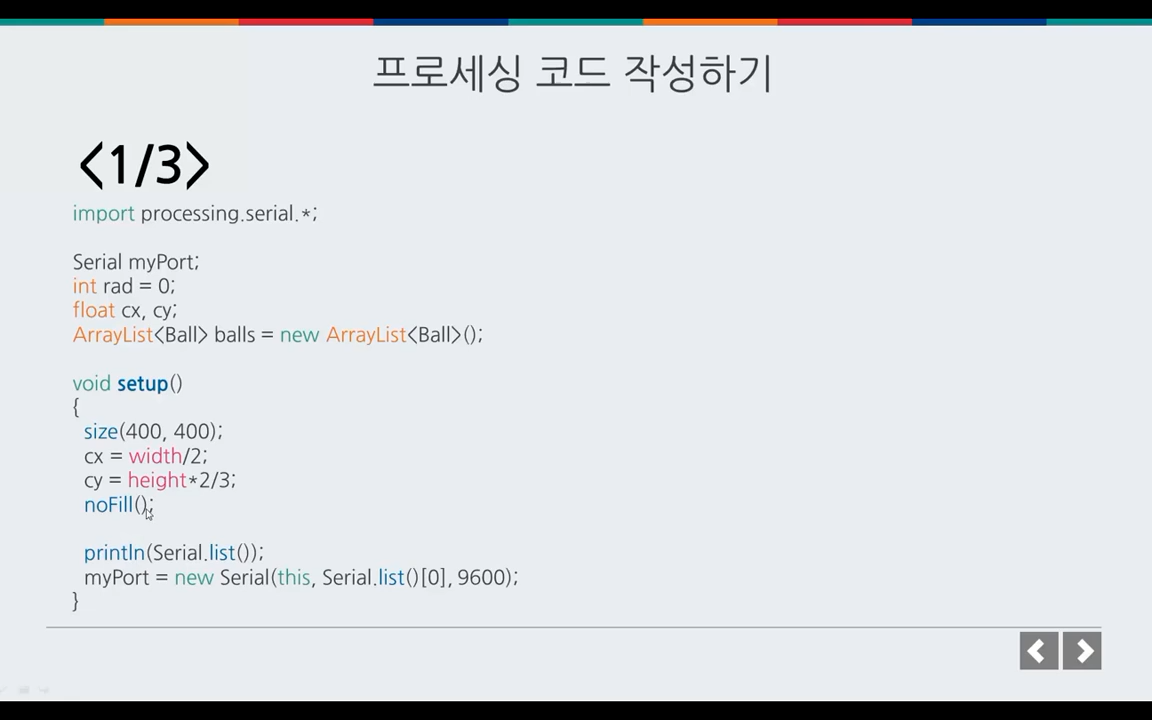 프로세싱 코드 작성하기
<1/3>
import processing.serial.*;
Serial myPort;
int rad = 0;
float cx, cy;
ArrayList<Ball> balls = new ArrayList<Ball>();
void setup()
{
size(400, 400);
cx = width/2;
cy = height*2/3;
noFill();
println(Serial.list());
myPort = new Serial(this, Serial.list()[0], 9600);
}